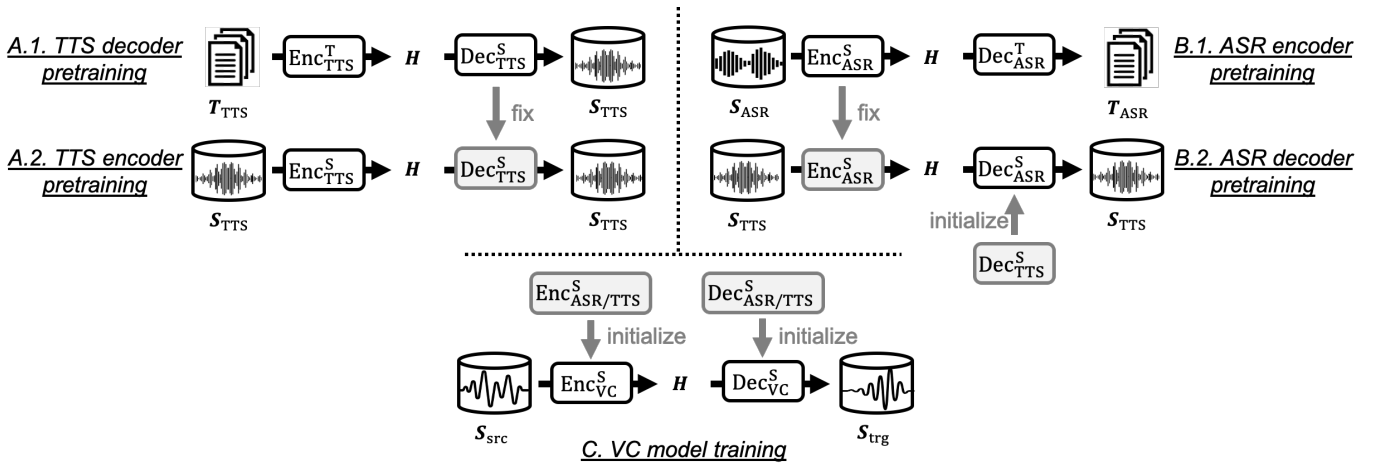 A.1. TTS decoder
pretraining
T_TTS
Enc^T_TTS
H
Dec^S_TTS
S_TTS
fix
A.2. TTS encoder
pretraining
S_TTS
Enc^S_TTS
H
Dec^S_TTS
S_TTS
S_ASR
Enc^S_ASR
H
Dec^T_ASR
T_ASR
B.1. ASR encoder
pretraining
fix
S_TTS
Enc^S_ASR
H
Dec^S_ASR
S_TTS
B.2. ASR decoder
pretraining
initialize
Dec^S_TTS
Enc^S_ASR/TTS
Dec^S_ASR/TTS
initialize
initialize
S_src
Enc^S_VC
H
Dec^S_VC
S_trg
C. VC model training